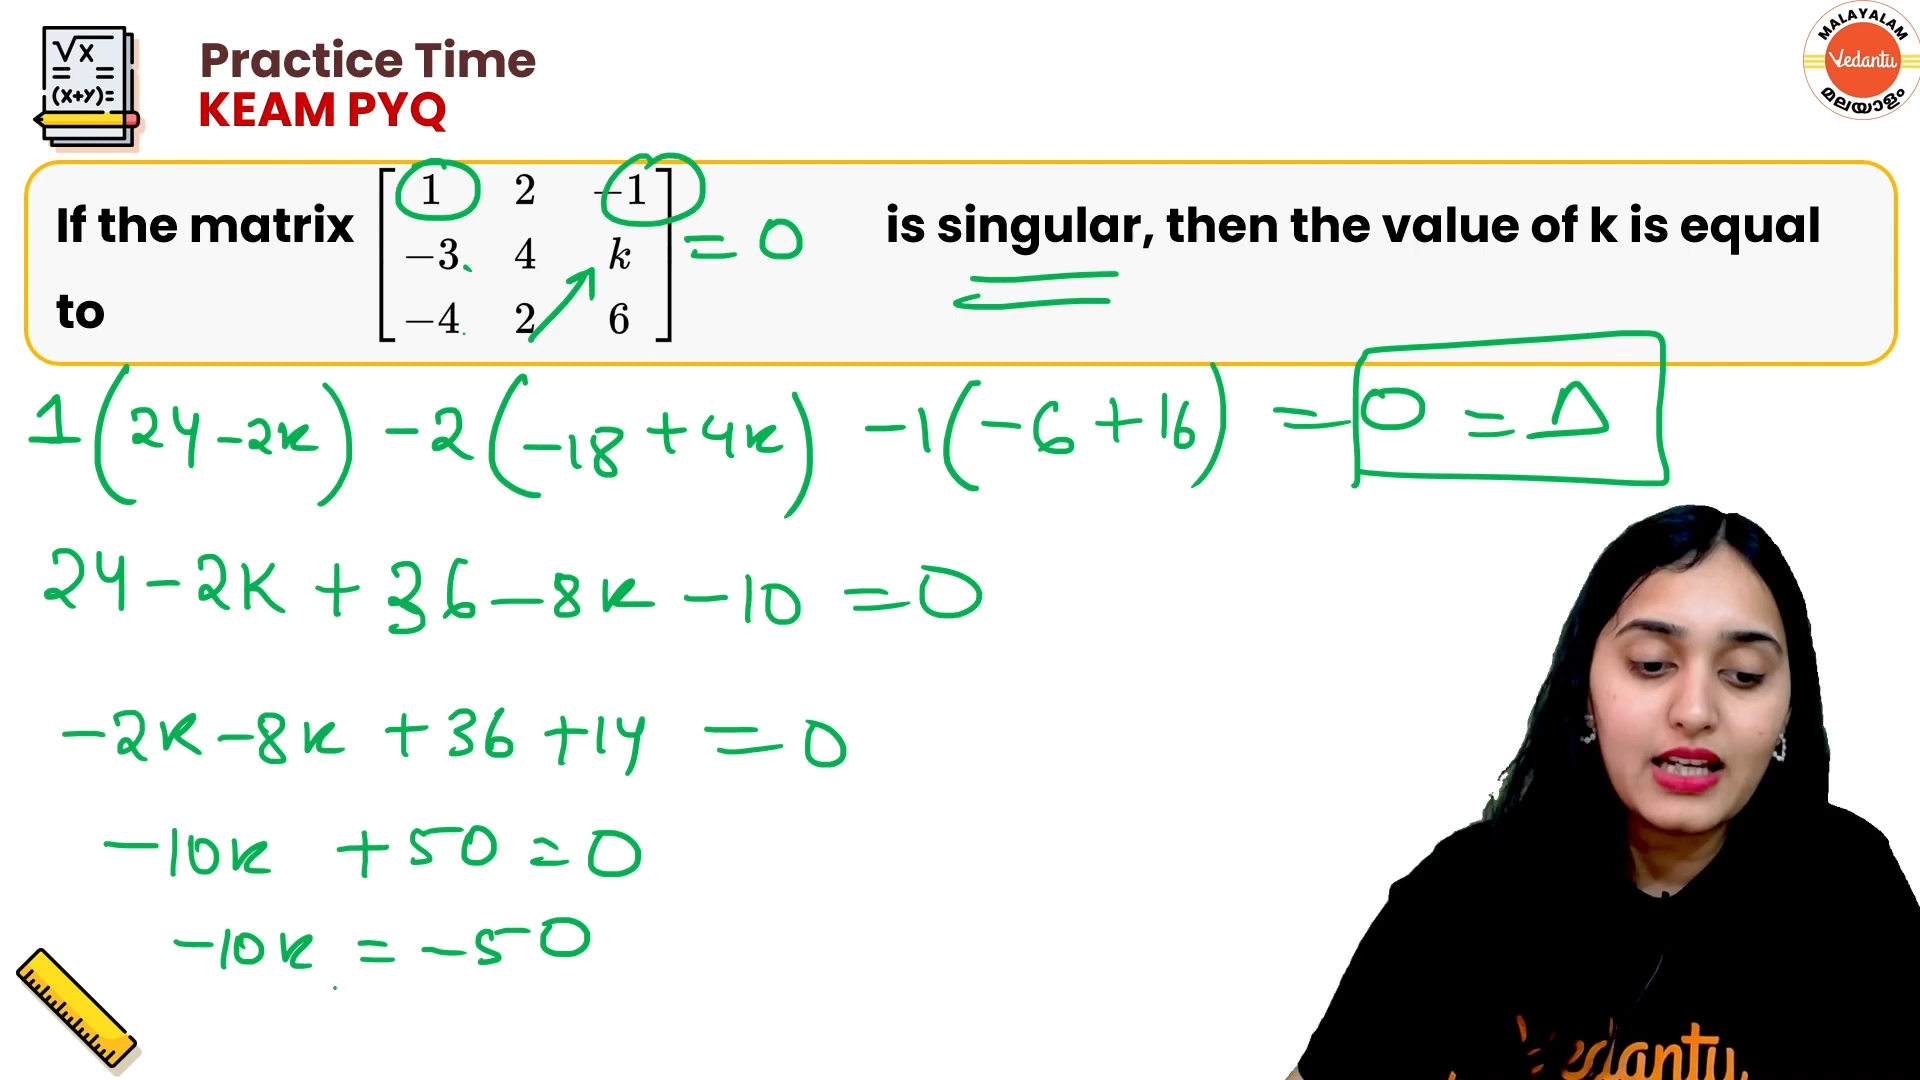 √x
= =
(x+y)=
Practice Time
KEAM PYQ
MALAYALAM
Vedantu
മലയാളം
If the matrix [1 2 −1 is singular, then the value of k is equal
−3 4 k = 0
to −4 2 6]
1(24-2k) -2(-18+4k) -1(-6+16) = 0 = Δ
24-2k+36-8k-10=0
-2k-8k+36+14=0
-10k+50=0
-10k=-50
Vedantu